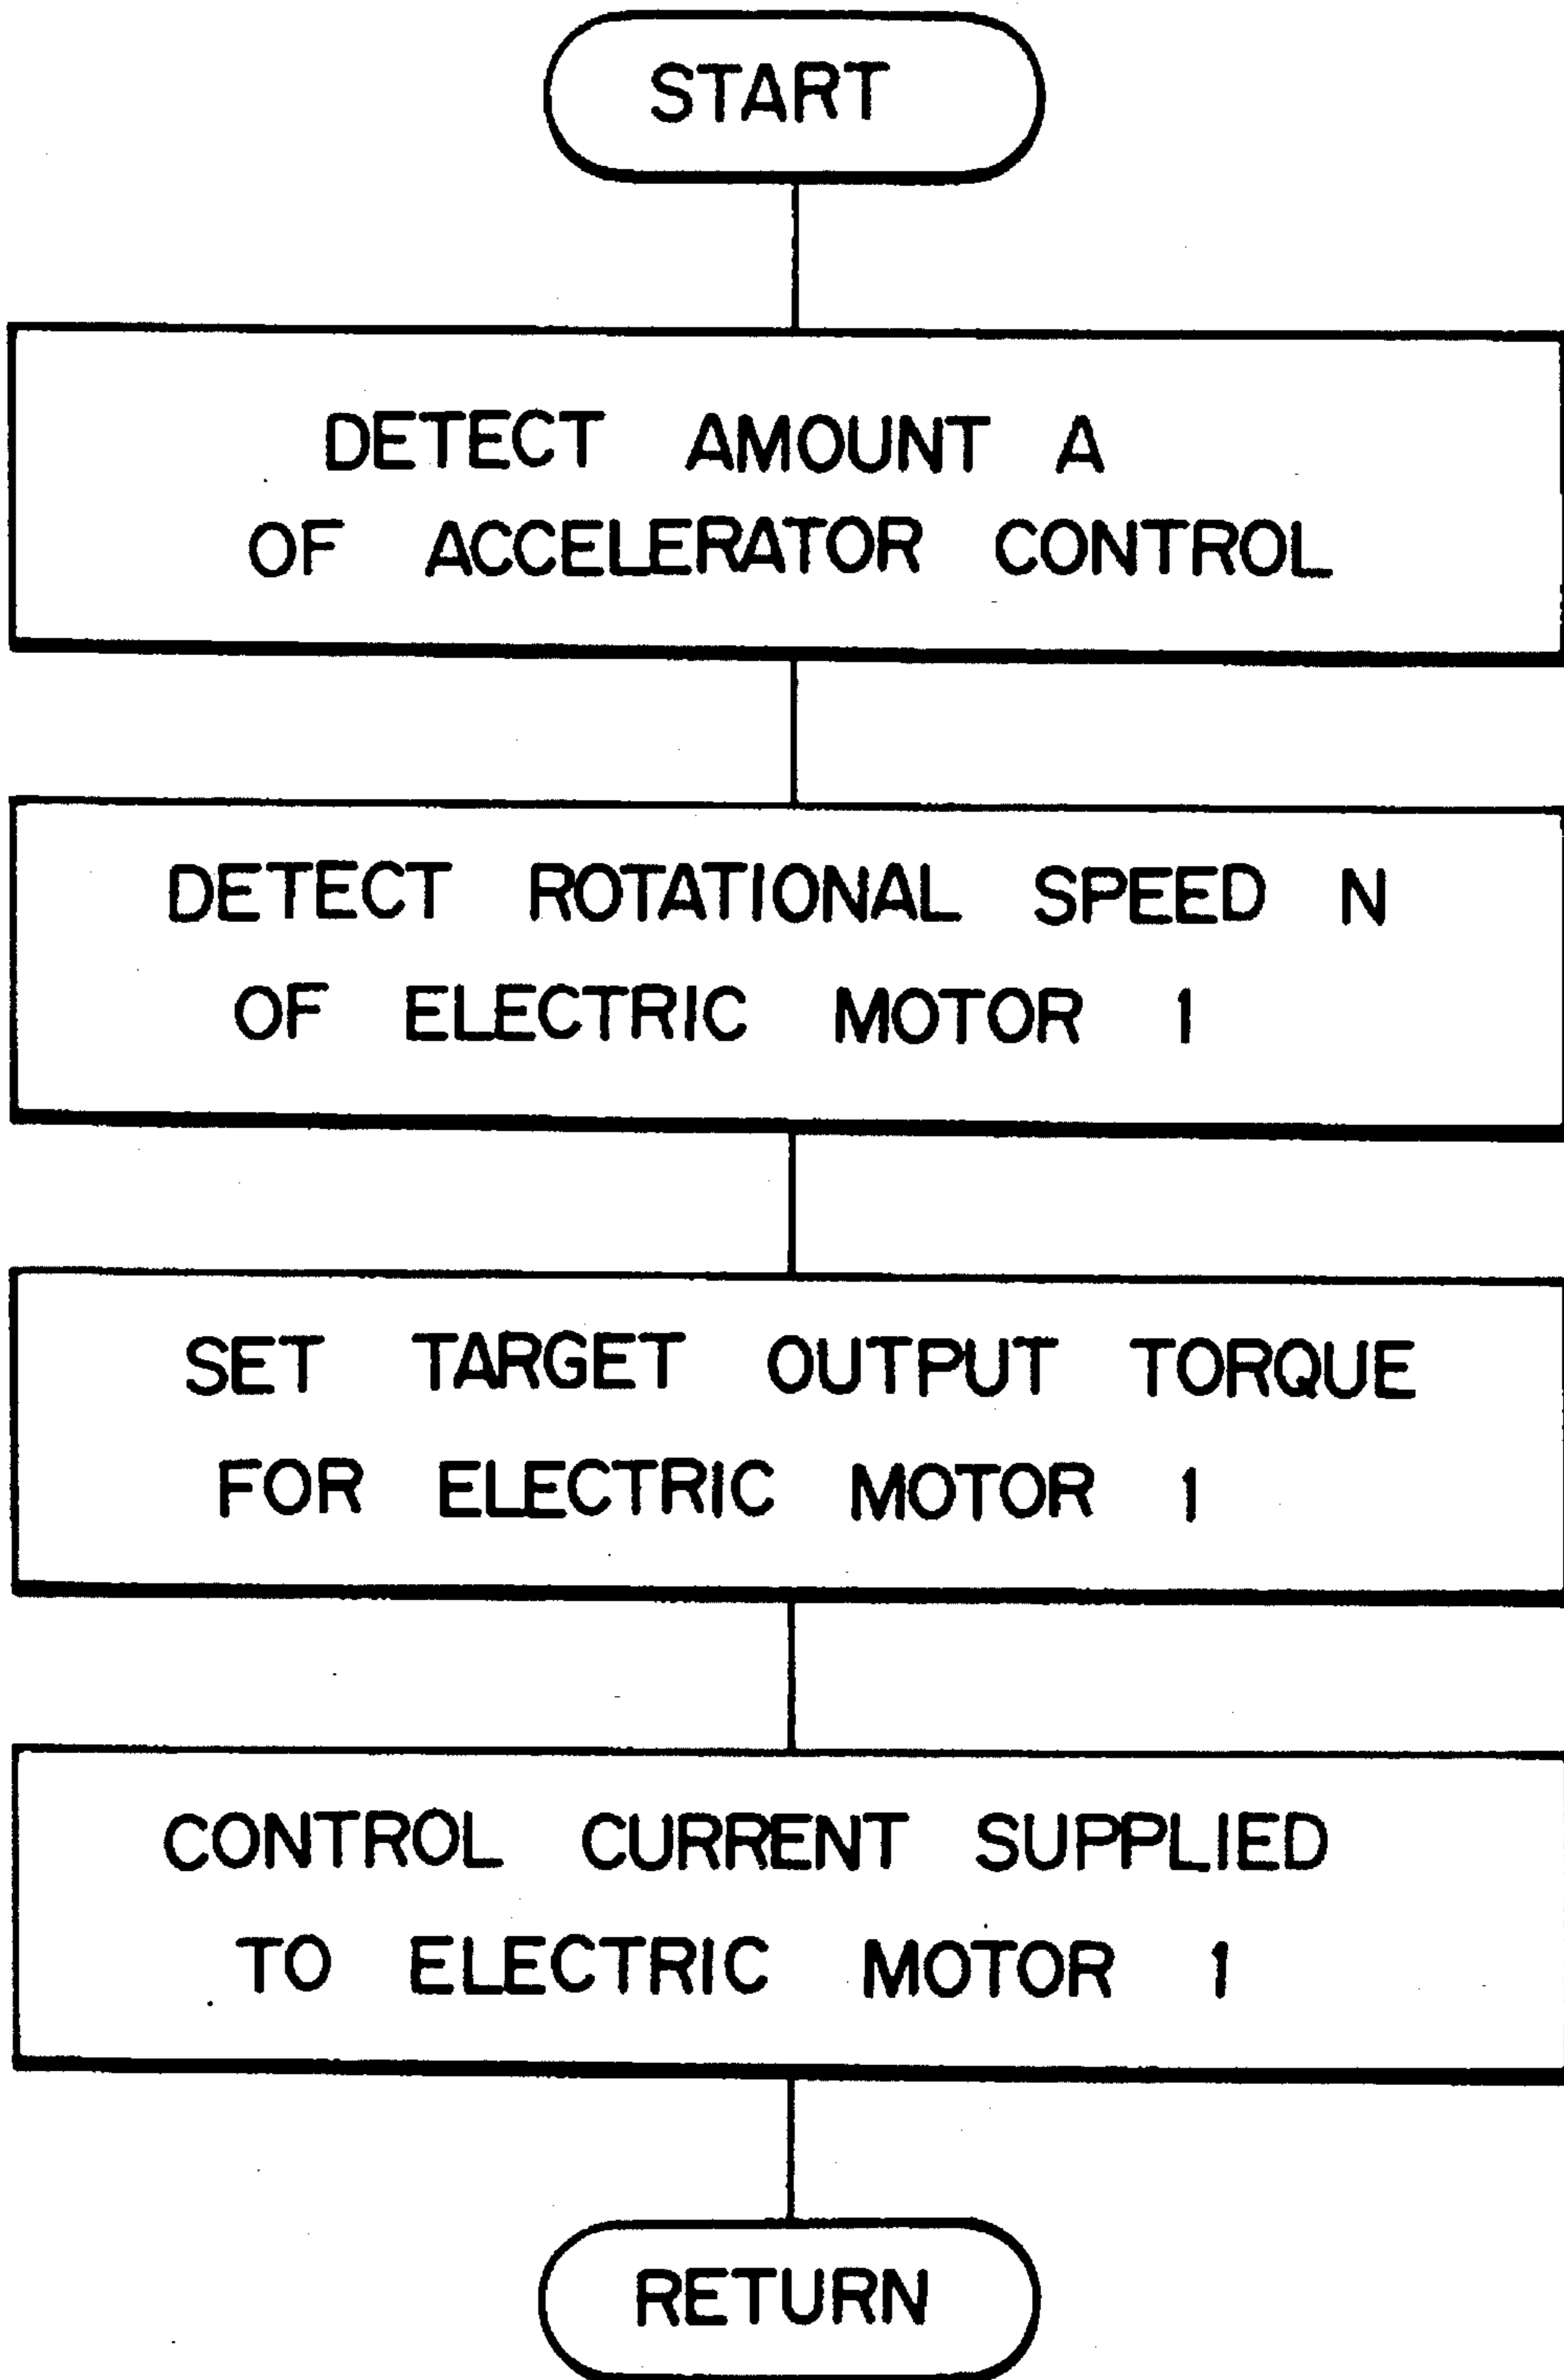 START
DETECT AMOUNT A
OF ACCELERATOR CONTROL
DETECT ROTATIONAL SPEED N
OF ELECTRIC MOTOR 1
SET TARGET OUTPUT TORQUE
FOR ELECTRIC MOTOR 1
CONTROL CURRENT SUPPLIED
TO ELECTRIC MOTOR 1
RETURN